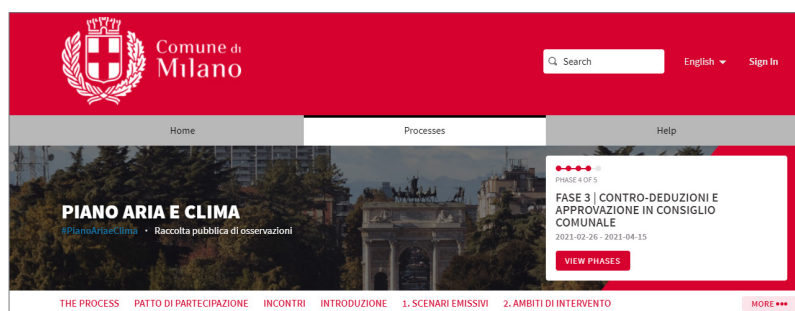 Comune di
Milano
Search
English
Sign In
Home
Processes
Help
PIANO ARIA E CLIMA
#PianoAriaeClima • Raccolta pubblica di osservazioni
PHASE 4 OF 5
FASE 3 | CONTRO-DEDUZIONI E
APPROVAZIONE IN CONSIGLIO
COMUNALE
2021-02-26 - 2021-04-15
VIEW PHASES
THE PROCESS PATTO DI PARTECIPAZIONE INCONTRI INTRODUZIONE 1. SCENARI EMISSIVI 2. AMBITI DI INTERVENTO MORE •••